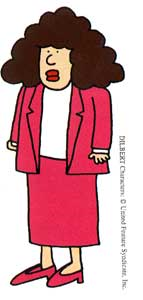 DILBERT Characters: © United Feature Syndicate, Inc.